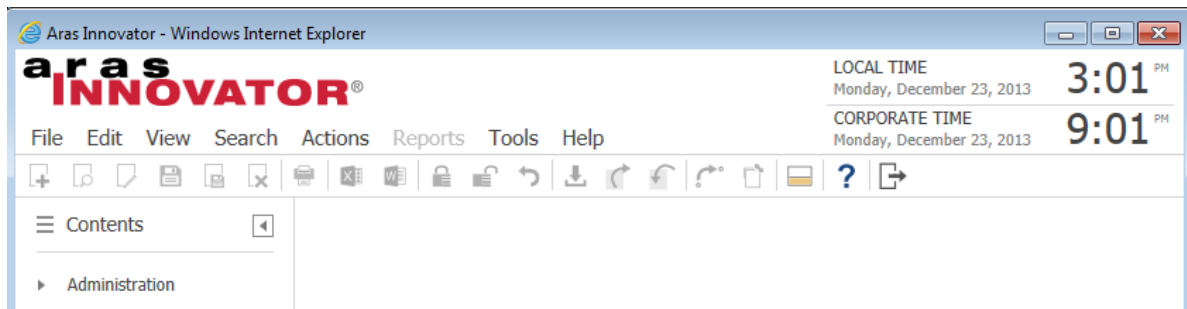 Aras Innovator - Windows Internet Explorer
aras
INNOVATOR®
LOCAL TIME
Monday, December 23, 2013
3:01 PM
CORPORATE TIME
Monday, December 23, 2013
9:01 PM
File Edit View Search Actions Reports Tools Help
?
Contents
Administration